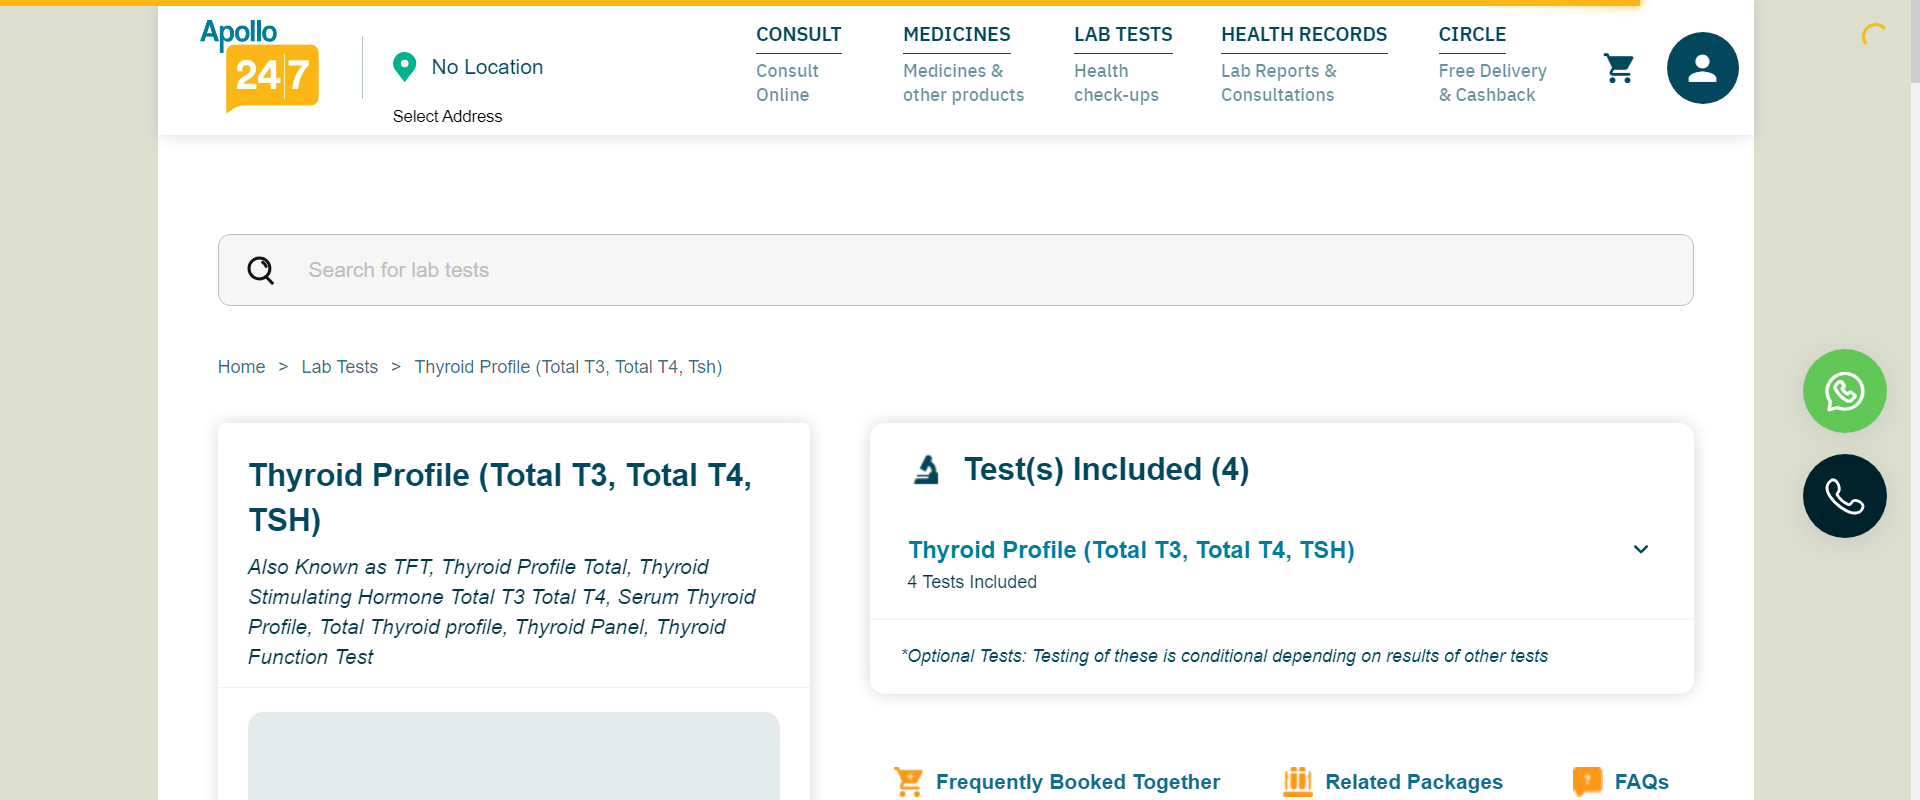 Apollo
24|7
No Location
Select Address
CONSULT
Consult
Online
MEDICINES
Medicines &
other products
LAB TESTS
Health
check-ups
HEALTH RECORDS
Lab Reports &
Consultations
CIRCLE
Free Delivery
& Cashback
Search for lab tests
Home > Lab Tests > Thyroid Profile (Total T3, Total T4, Tsh)
Thyroid Profile (Total T3, Total T4,
TSH)
Also Known as TFT, Thyroid Profile Total, Thyroid
Stimulating Hormone Total T3 Total T4, Serum Thyroid
Profile, Total Thyroid profile, Thyroid Panel, Thyroid
Function Test
Test(s) Included (4)
Thyroid Profile (Total T3, Total T4, TSH)
4 Tests Included
*Optional Tests: Testing of these is conditional depending on results of other tests
Frequently Booked Together
Related Packages
FAQs